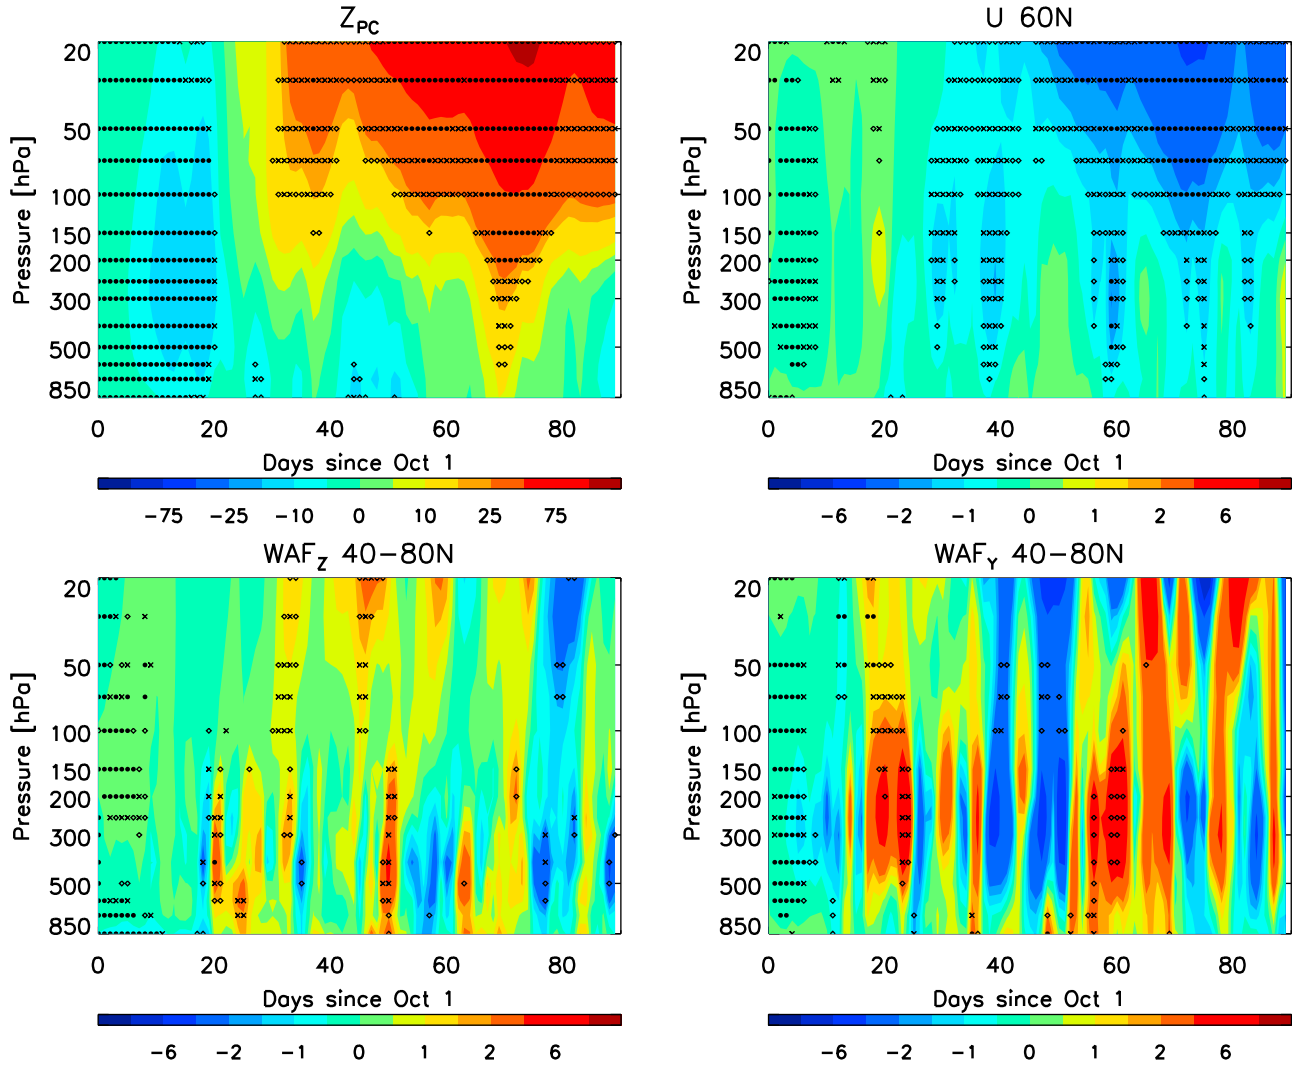 Z_PC
20
50
100
150
200
300
500
850
Pressure [hPa]
0 20 40 60 80
Days since Oct 1
-75 -25 -10 0 10 25 75
U 60N
20
50
100
150
200
300
500
850
Pressure [hPa]
0 20 40 60 80
Days since Oct 1
-6 -2 -1 0 1 2 6
WAF_Z 40-80N
20
50
100
150
200
300
500
850
Pressure [hPa]
0 20 40 60 80
Days since Oct 1
-6 -2 -1 0 1 2 6
WAF_Y 40-80N
20
50
100
150
200
300
500
850
Pressure [hPa]
0 20 40 60 80
Days since Oct 1
-6 -2 -1 0 1 2 6